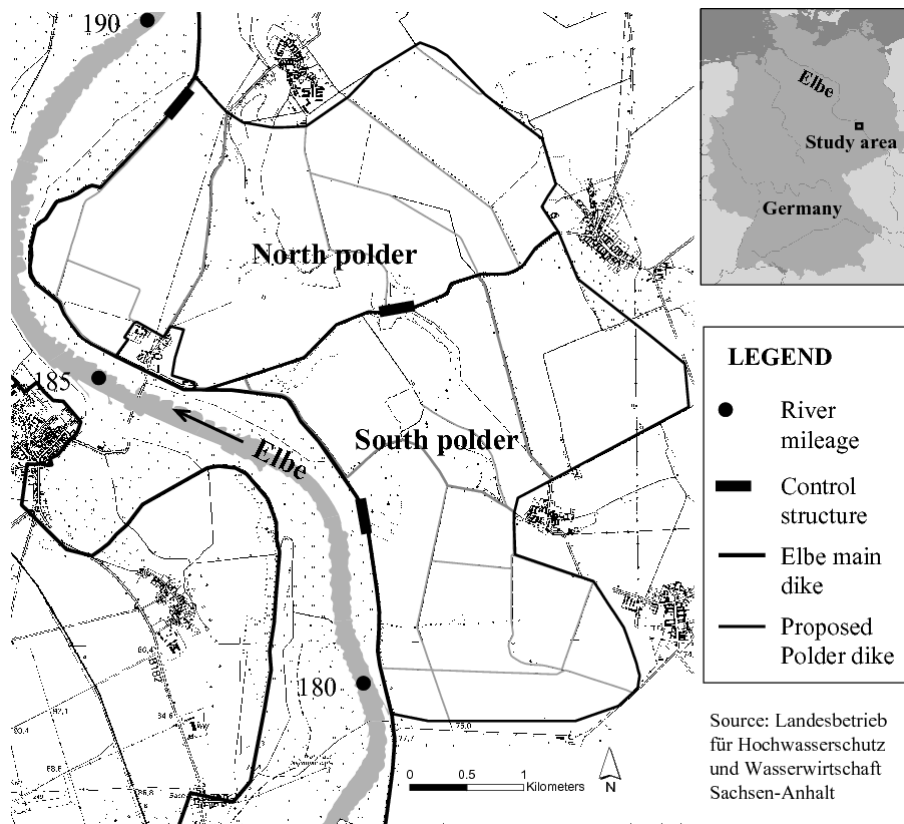 190
North polder
185
Elbe
South polder
180
0 0.5 1
Kilometers
N
Elbe
Study area
Germany
LEGEND
River
mileage
Control
structure
Elbe main
dike
Proposed
Polder dike
Source: Landesbetrieb
für Hochwasserschutz
und Wasserwirtschaft
Sachsen-Anhalt